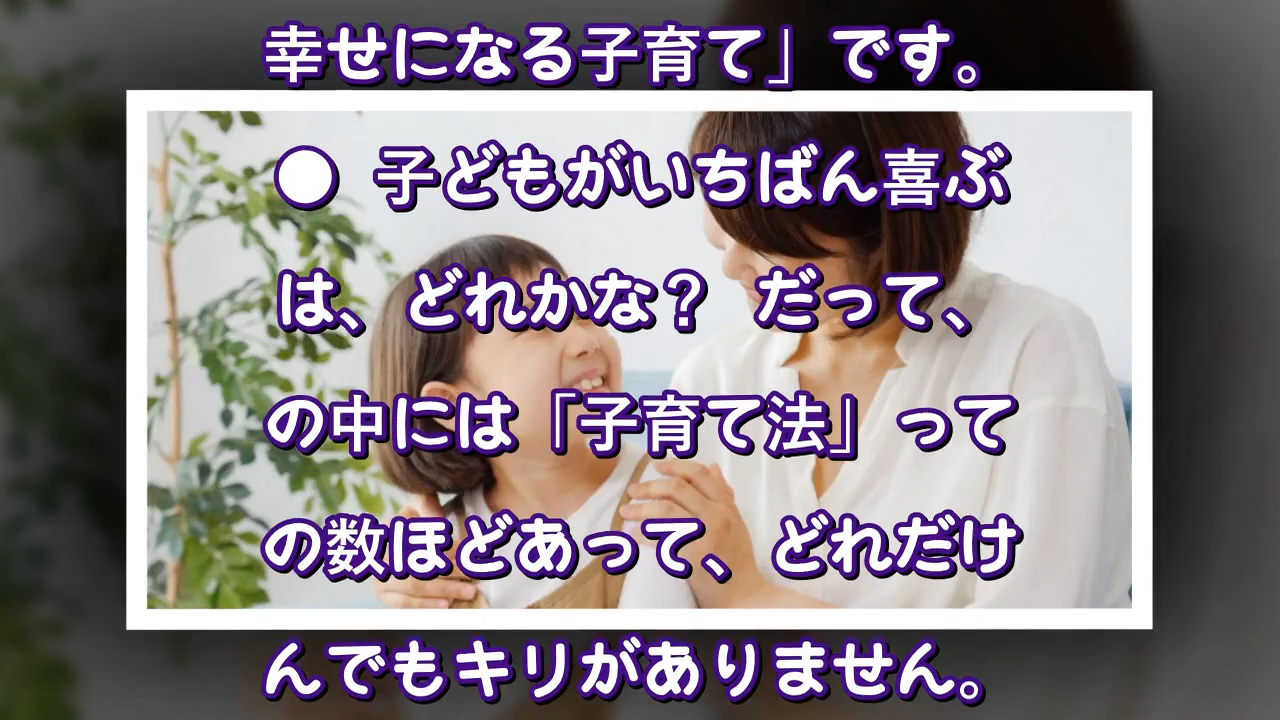 幸せになる子育て」です。
● 子どもがいちばん喜ぶ
は、どれかな? だって、
の中には「子育て法」って
の数ほどあって、どれだけ
んでもキリがありません。